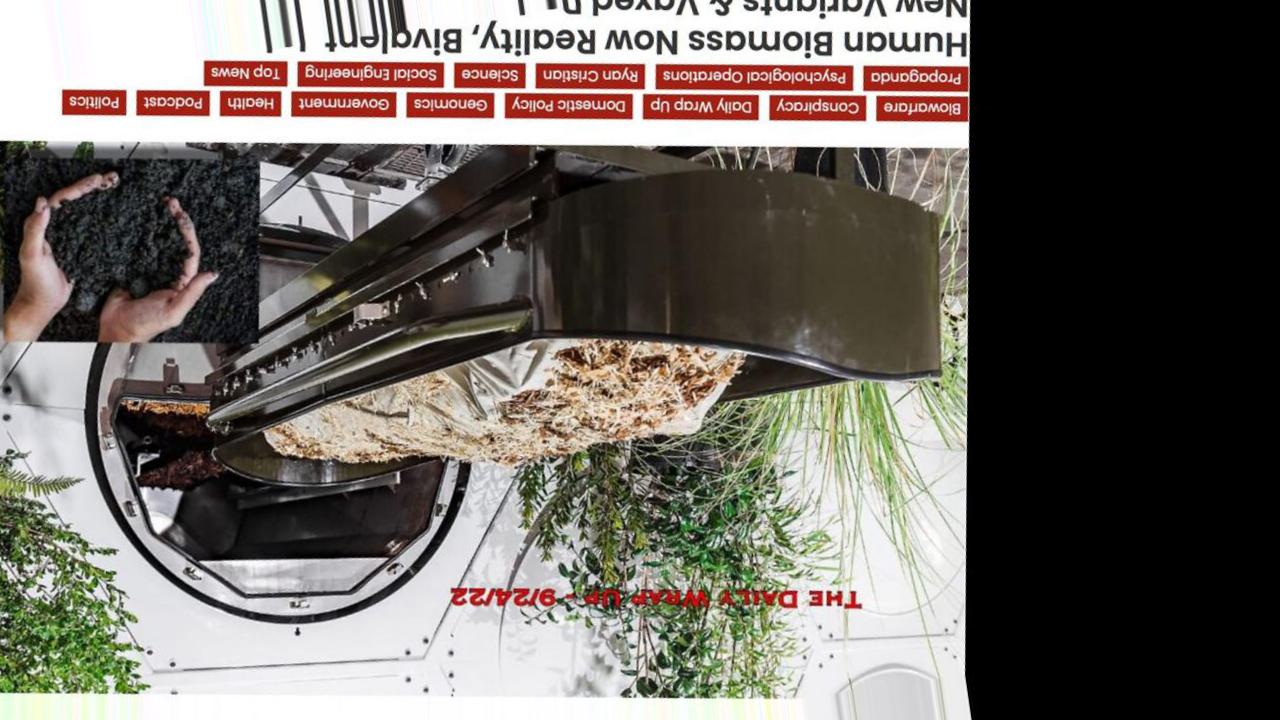 THE DAILY WRAP UP - 9/24/22
Biowarfare Conspiracy Daily Wrap Up Domestic Policy Genomics Government Health Podcast Politics
Propaganda Psychological Operations Ryan Cristian Science Social Engineering Top News
Human Biomass Now Reality, Bivalent
New Variants & Vaxed